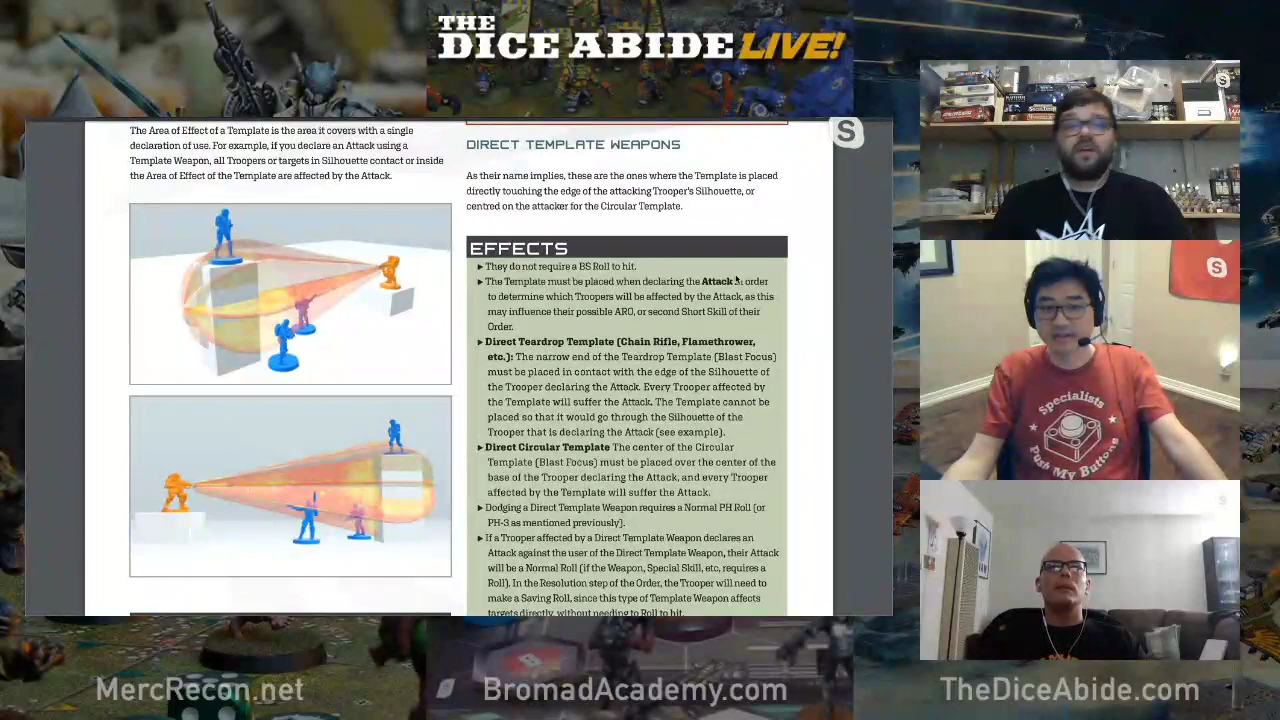 THE
DICE ABIDE LIVE!
The Area of Effect of a Template is the area it covers with a single
declaration of use. For example, if you declare an Attack using a
Template Weapon, all Troopers or targets in Silhouette contact or inside
the Area of Effect of the Template are affected by the Attack.
DIRECT TEMPLATE WEAPONS
As their name implies, these are the ones where the Template is placed
directly touching the edge of the attacking Trooper's Silhouette, or
centred on the attacker for the Circular Template.
EFFECTS
►They do not require a BS Roll to hit.
►The Template must be placed when declaring the Attack in order
to determine which Troopers will be affected by the Attack, as this
may influence their possible ARO, or second Short Skill of their
Order.
►Direct Teardrop Template (Chain Rifle, Flamethrower,
etc.): The narrow end of the Teardrop Template (Blast Focus)
must be placed in contact with the edge of the Silhouette of
the Trooper declaring the Attack. Every Trooper affected by
the Template will suffer the Attack. The Template cannot be
placed so that it would go through the Silhouette of the
Trooper that is declaring the Attack (see example).
►Direct Circular Template The center of the Circular
Template (Blast Focus) must be placed over the center of the
base of the Trooper declaring the Attack, and every Trooper
affected by the Template will suffer the Attack.
►Dodging a Direct Template Weapon requires a Normal PH Roll (or
PH-3 as mentioned previously).
►If a Trooper affected by a Direct Template Weapon declares an
Attack against the user of the Direct Template Weapon, their Attack
will be a Normal Roll (if the Weapon, Special Skill, etc, requires a
Roll). In the Resolution step of the Order, the Trooper will need to
make a Saving Roll, since this type of Template Weapon affects
targets directly, without needing to Roll to hit.
S
S
S
Specialists
Push My Buttons
S
MercRecon.net
BromadAcademy.com
TheDiceAbide.com